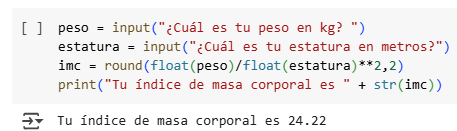 [ ] peso = input("¿Cuál es tu peso en kg? ")
estatura = input("¿Cuál es tu estatura en metros?")
imc = round(float(peso)/float(estatura)**2,2)
print("Tu índice de masa corporal es " + str(imc))
Tu índice de masa corporal es 24.22